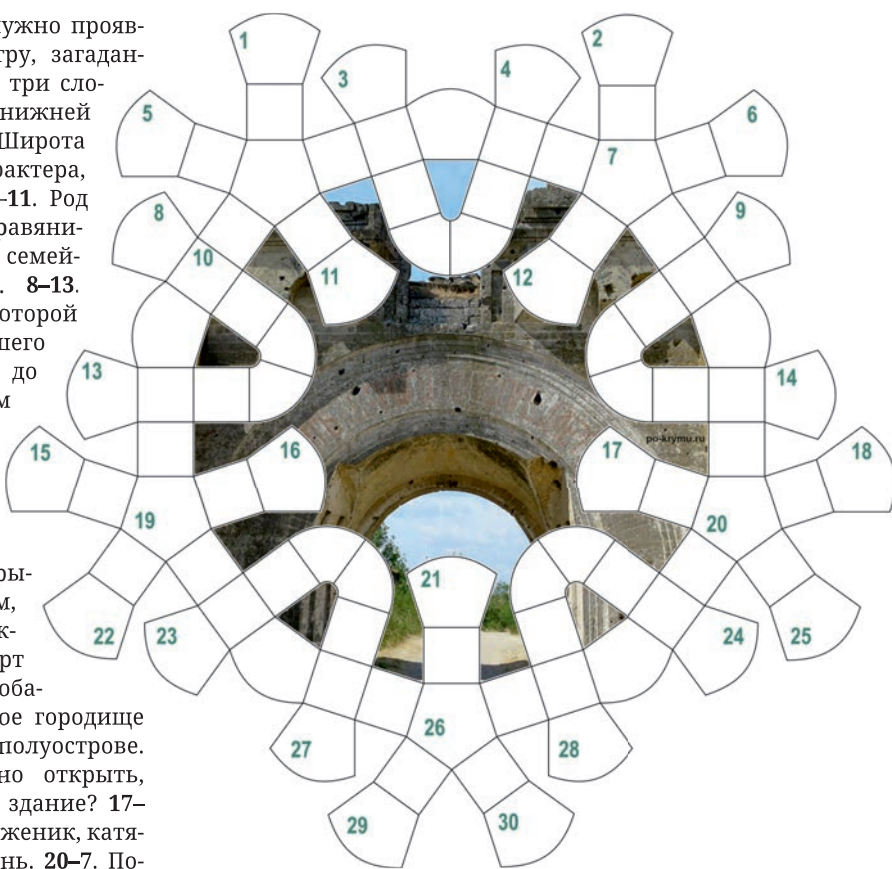 ужно прояв-
гру, загадан-
три сло-
нижней
Широта
рактера,
–11. Род
равяни-
семей-
. 8–13.
оторой
шего
до
м
ры-
м,
к-
рт
оба-
ое городище
полуострове.
но открыть,
здание? 17–
женик, катя-
нь. 20–7. По-
1
2
3
4
5
6
7
8
9
10
11
12
13
14
po-krymu.ru
15
16
17
18
19
20
21
22
23
24
25
26
27
28
29
30